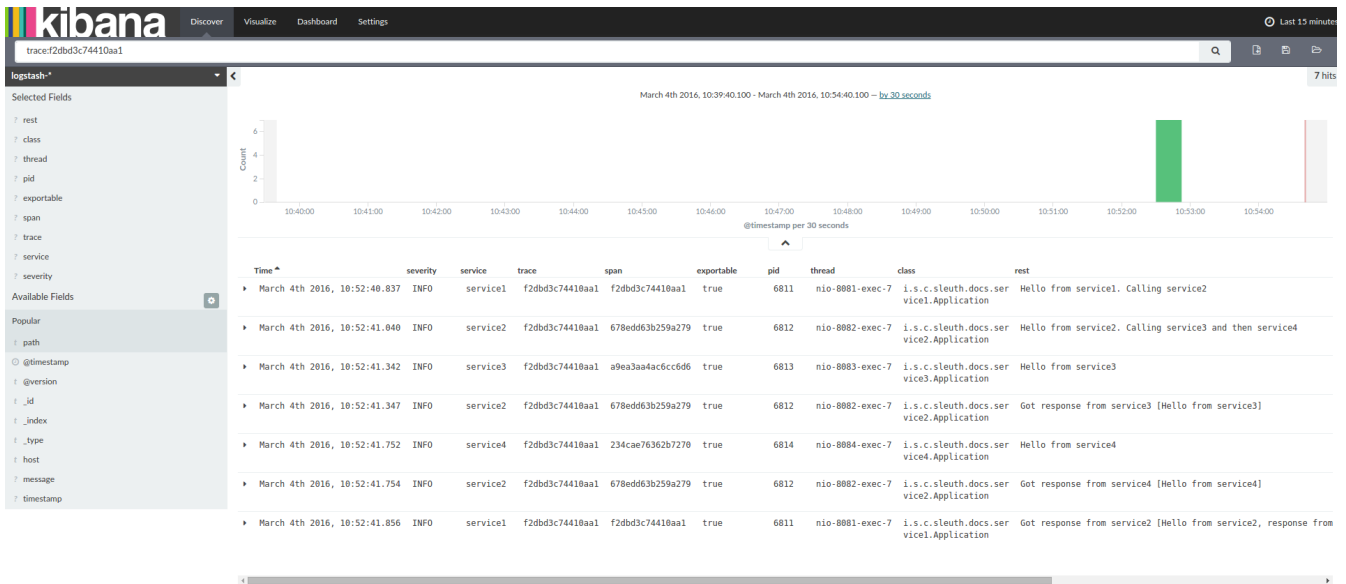 kibana Discover Visualize Dashboard Settings Last 15 minutes
trace:f2dbd3c74410aa1
logstash-*
7 hits
Selected Fields
? rest
? class
? thread
? pid
? exportable
? span
? trace
? service
? severity
Available Fields
Popular
t path
@timestamp
t @version
t _id
t _index
t _type
t host
? message
? timestamp
March 4th 2016, 10:39:40.100 - March 4th 2016, 10:54:40.100 — by 30 seconds
Count
6
4
2
0
10:40:00 10:41:00 10:42:00 10:43:00 10:44:00 10:45:00 10:46:00 10:47:00 10:48:00 10:49:00 10:50:00 10:51:00 10:52:00 10:53:00 10:54:00
@timestamp per 30 seconds
Time severity service trace span exportable pid thread class rest
March 4th 2016, 10:52:40.837 INFO service1 f2dbd3c74410aa1 f2dbd3c74410aa1 true 6811 nio-8081-exec-7 i.s.c.sleuth.docs.ser Hello from service1. Calling service2
vice1.Application
March 4th 2016, 10:52:41.040 INFO service2 f2dbd3c74410aa1 678edd63b259a279 true 6812 nio-8082-exec-7 i.s.c.sleuth.docs.ser Hello from service2. Calling service3 and then service4
vice2.Application
March 4th 2016, 10:52:41.342 INFO service3 f2dbd3c74410aa1 a9ea3aa4ac6cc6d6 true 6813 nio-8083-exec-7 i.s.c.sleuth.docs.ser Hello from service3
vice3.Application
March 4th 2016, 10:52:41.347 INFO service2 f2dbd3c74410aa1 678edd63b259a279 true 6812 nio-8082-exec-7 i.s.c.sleuth.docs.ser Got response from service3 [Hello from service3]
vice2.Application
March 4th 2016, 10:52:41.752 INFO service4 f2dbd3c74410aa1 234cae76362b7270 true 6814 nio-8084-exec-7 i.s.c.sleuth.docs.ser Hello from service4
vice4.Application
March 4th 2016, 10:52:41.754 INFO service2 f2dbd3c74410aa1 678edd63b259a279 true 6812 nio-8082-exec-7 i.s.c.sleuth.docs.ser Got response from service4 [Hello from service4]
vice2.Application
March 4th 2016, 10:52:41.856 INFO service1 f2dbd3c74410aa1 f2dbd3c74410aa1 true 6811 nio-8081-exec-7 i.s.c.sleuth.docs.ser Got response from service2 [Hello from service2, response from
vice1.Application